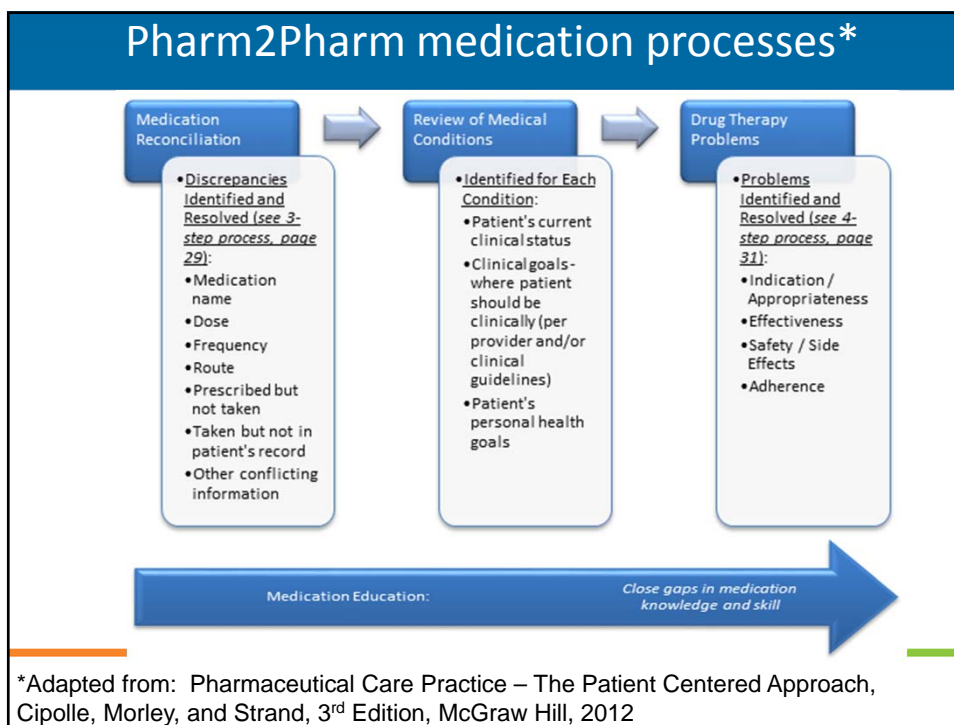 Pharm2Pharm medication processes*
Medication
Reconciliation
•Discrepancies
Identified and
Resolved (see 3-
step process, page
29):
•Medication
name
•Dose
•Frequency
•Route
•Prescribed but
not taken
•Taken but not in
patient's record
•Other conflicting
information
Review of Medical
Conditions
•Identified for Each
Condition:
•Patient's current
clinical status
•Clinical goals-
where patient
should be
clinically (per
provider and/or
clinical
guidelines)
•Patient's
personal health
goals
Drug Therapy
Problems
•Problems
Identified and
Resolved (see 4-
step process, page
31):
•Indication /
Appropriateness
•Effectiveness
•Safety / Side
Effects
•Adherence
Medication Education:
Close gaps in medication
knowledge and skill
*Adapted from:  Pharmaceutical Care Practice – The Patient Centered Approach,
Cipolle, Morley, and Strand, 3rd Edition, McGraw Hill, 2012